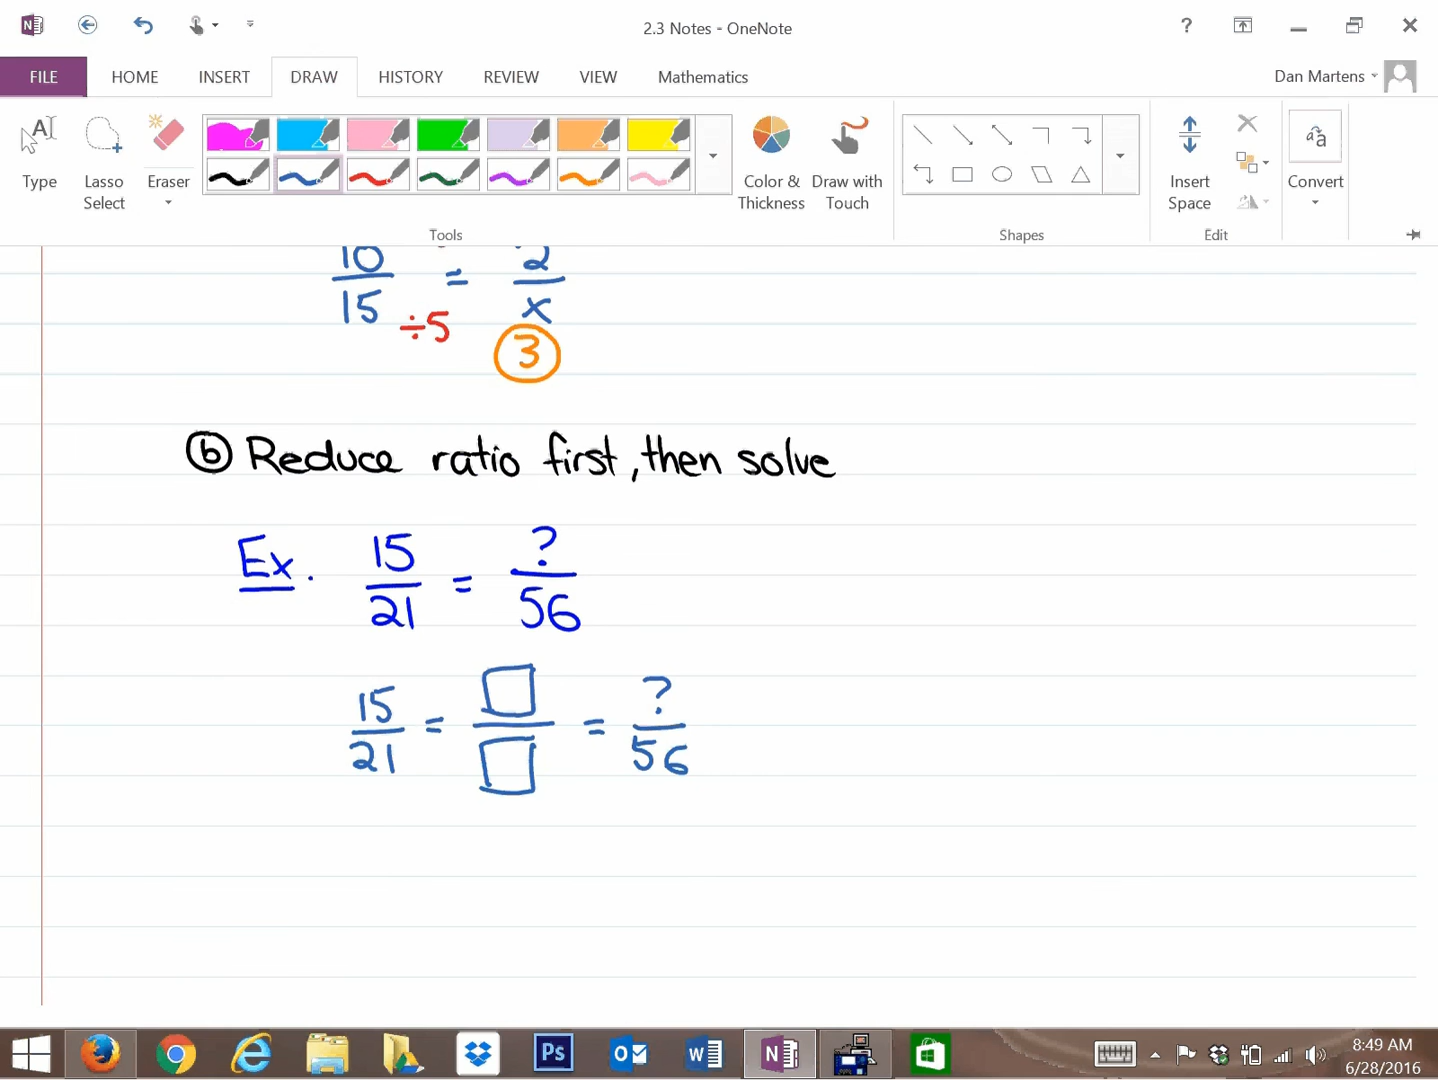 2.3 Notes - OneNote
?
FILE HOME INSERT DRAW HISTORY REVIEW VIEW Mathematics
Dan Martens
Type
Lasso Select
Eraser
Color & Thickness
Draw with Touch
Insert Space
Convert
Tools
Shapes
Edit
10/15 = 2/x
÷5
3
b Reduce ratio first, then solve
Ex. 15/21 = ?/56
15/21 = □/□ = ?/56
Ps
8:49 AM
6/28/2016